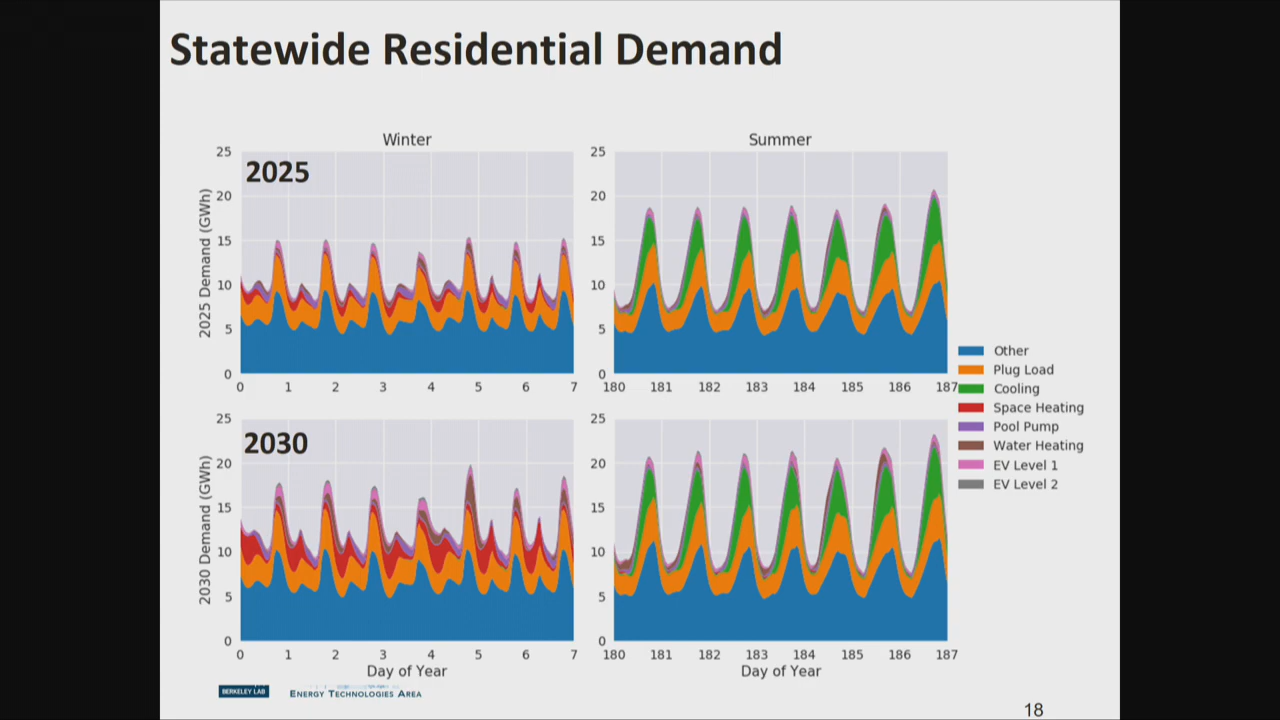 Statewide Residential Demand
Winter
Summer
2025
25
20
15
10
5
0
2025 Demand (GWh)
0 1 2 3 4 5 6 7
25
20
15
10
5
0
180 181 182 183 184 185 186 187
Other
Plug Load
Cooling
Space Heating
Pool Pump
Water Heating
EV Level 1
EV Level 2
2030
25
20
15
10
5
0
2030 Demand (GWh)
0 1 2 3 4 5 6 7
Day of Year
25
20
15
10
5
0
180 181 182 183 184 185 186 187
Day of Year
BERKELEY LAB
ENERGY TECHNOLOGIES AREA
18